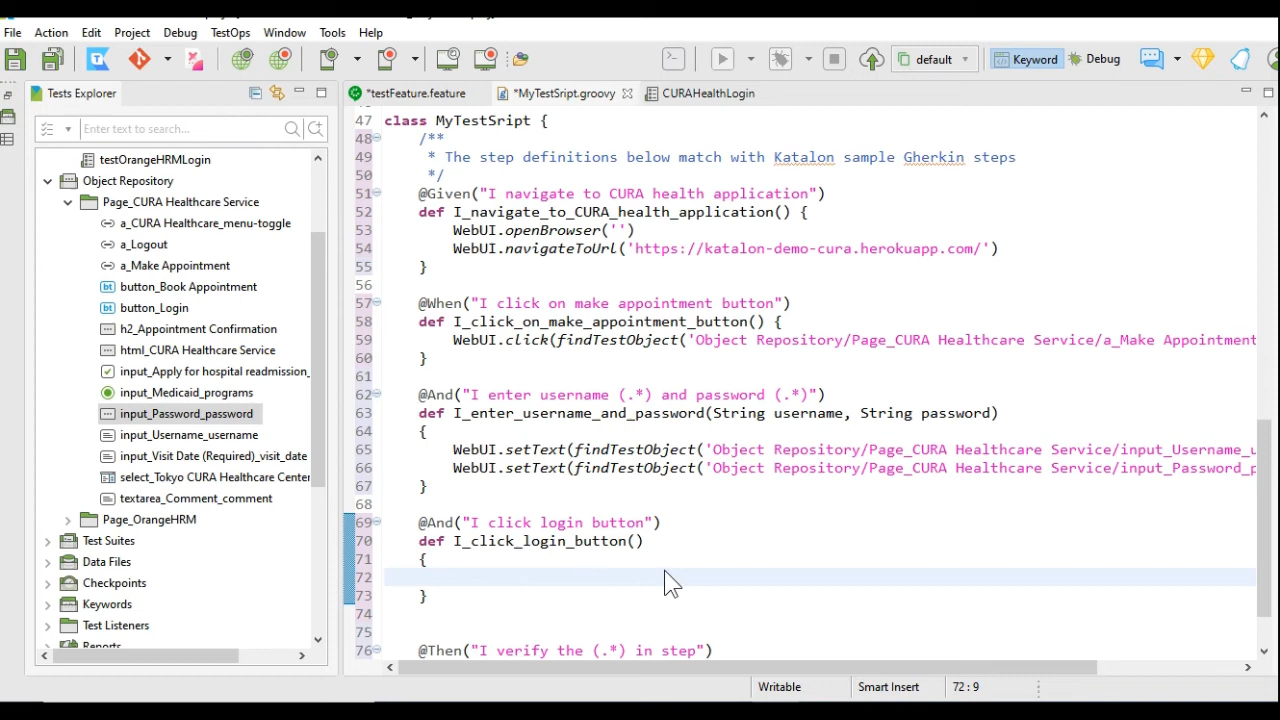 File Action Edit Project Debug TestOps Window Tools Help
default Keyword Debug
Tests Explorer
*testFeature.feature *MyTestSript.groovy CURAHealthLogin
Enter text to search...
testOrangeHRMLogin
Object Repository
Page_CURA Healthcare Service
a_CURA Healthcare_menu-toggle
a_Logout
a_Make Appointment
button_Book Appointment
button_Login
h2_Appointment Confirmation
html_CURA Healthcare Service
input_Apply for hospital readmission_
input_Medicaid_programs
input_Password_password
input_Username_username
input_Visit Date (Required)_visit_date
select_Tokyo CURA Healthcare Center
textarea_Comment_comment
Page_OrangeHRM
Test Suites
Data Files
Checkpoints
Keywords
Test Listeners
Reports
47 class MyTestSript {
48 /**
49 * The step definitions below match with Katalon sample Gherkin steps
50 */
51 @Given("I navigate to CURA health application")
52 def I_navigate_to_CURA_health_application() {
53 WebUI.openBrowser('')
54 WebUI.navigateToUrl('https://katalon-demo-cura.herokuapp.com/')
55 }
56
57 @When("I click on make appointment button")
58 def I_click_on_make_appointment_button() {
59 WebUI.click(findTestObject('Object Repository/Page_CURA Healthcare Service/a_Make Appointment
60 }
61
62 @And("I enter username (.*) and password (.*)")
63 def I_enter_username_and_password(String username, String password)
64 {
65 WebUI.setText(findTestObject('Object Repository/Page_CURA Healthcare Service/input_Username_u
66 WebUI.setText(findTestObject('Object Repository/Page_CURA Healthcare Service/input_Password_p
67 }
68
69 @And("I click login button")
70 def I_click_login_button()
71 {
72
73 }
74
75
76 @Then("I verify the (.*) in step")
Writable Smart Insert 72 : 9